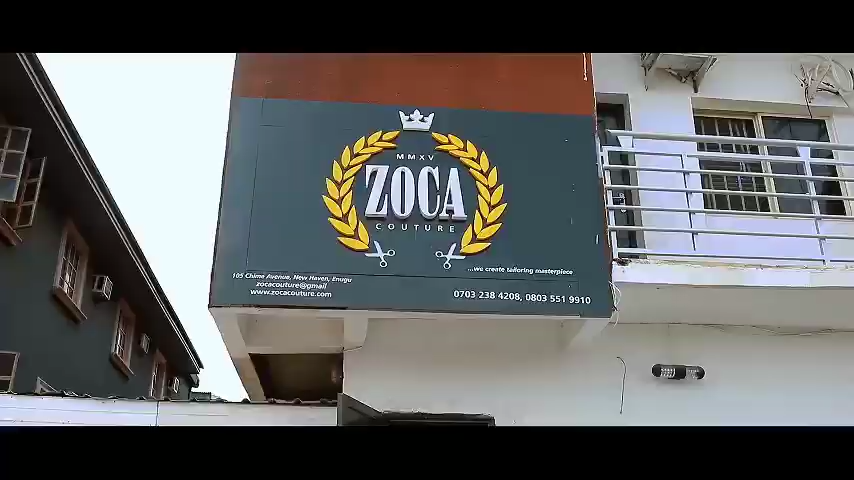 MMXV
ZOCA
COUTURE
...we create tailoring masterpiece
105 Chime Avenue, New Haven, Enugu
zocacouture@gmail
www.zocacouture.com
0703 238 4208, 0803 551 9910